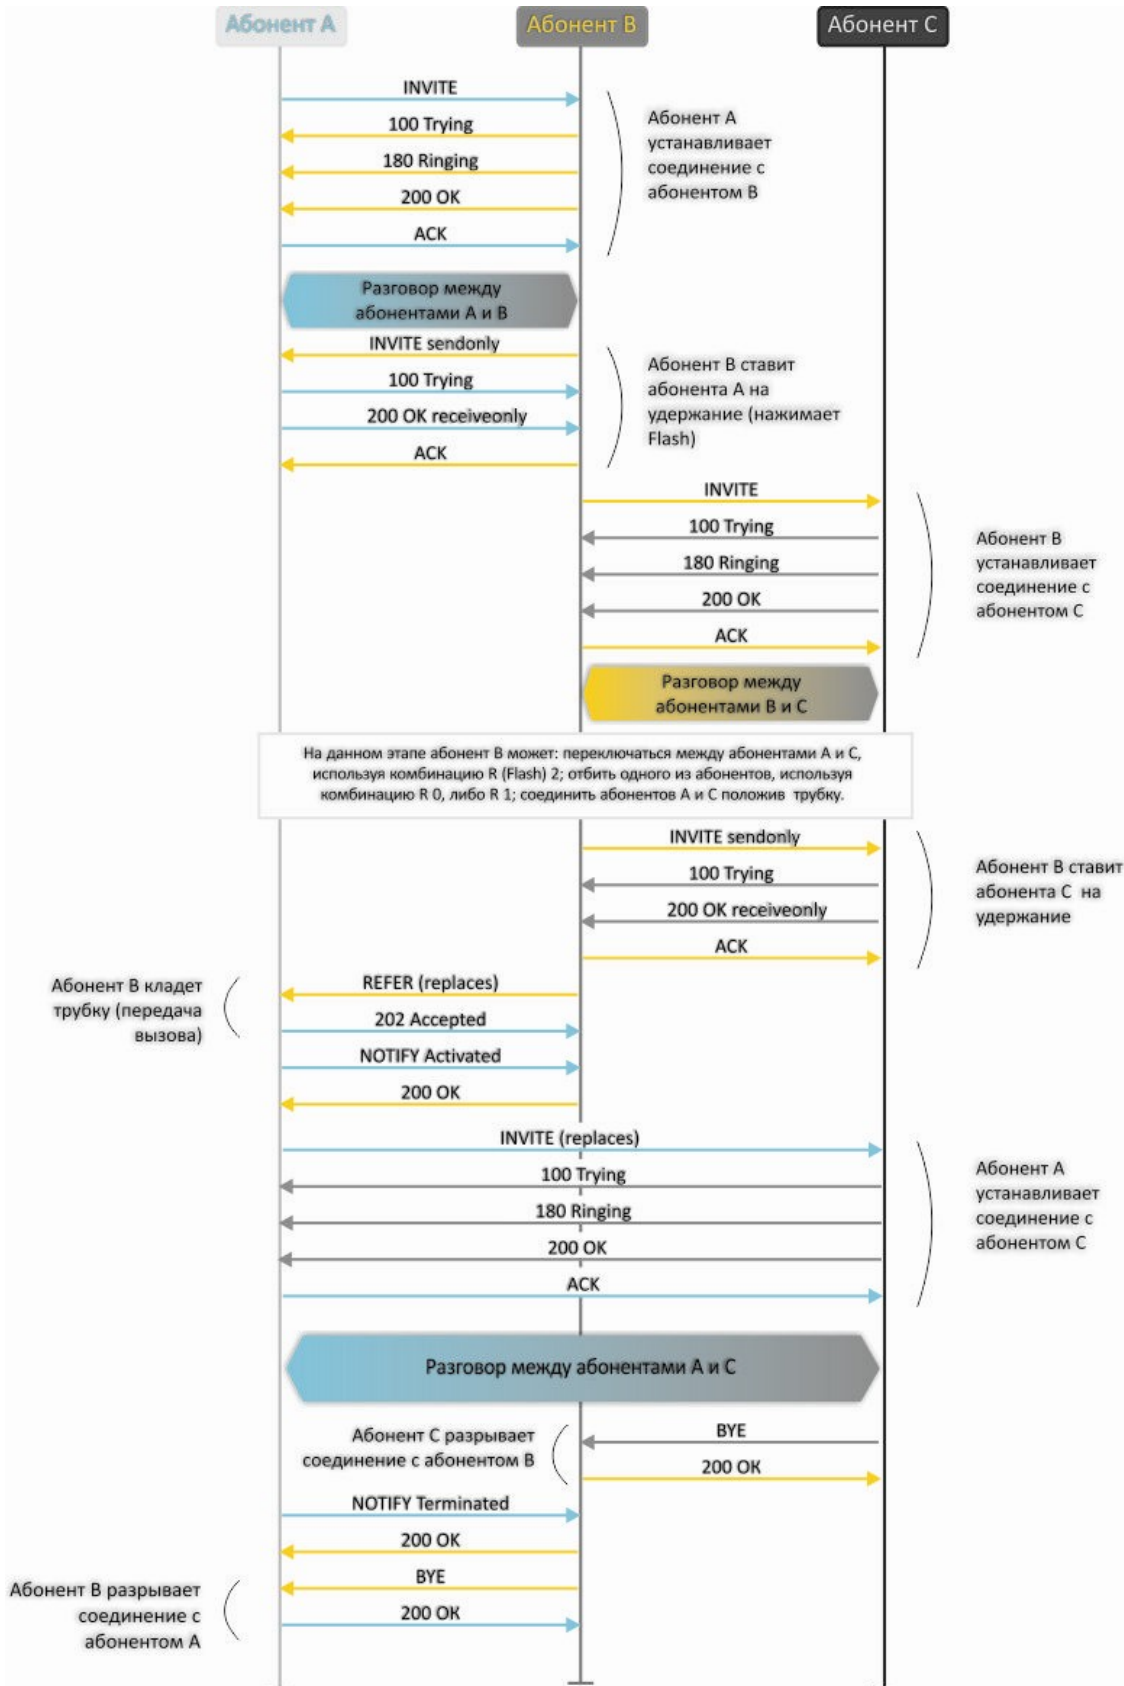 Абонент А
Абонент В
Абонент С
INVITE
100 Trying
180 Ringing
200 OK
ACK
Абонент А
устанавливает
соединение с
абонентом В
Разговор между
абонентами А и В
INVITE sendonly
100 Trying
200 OK receiveonly
ACK
Абонент В ставит
абонента А на
удержание (нажимает
Flash)
INVITE
100 Trying
180 Ringing
200 OK
ACK
Абонент В
устанавливает
соединение с
абонентом С
Разговор между
абонентами В и С
На данном этапе абонент В может: переключаться между абонентами А и С,
используя комбинацию R (Flash) 2; отбить одного из абонентов, используя
комбинацию R 0, либо R 1; соединить абонентов А и С положив трубку.
INVITE sendonly
100 Trying
200 OK receiveonly
ACK
Абонент В ставит
абонента С на
удержание
Абонент В кладет
трубку (передача
вызова)
REFER (replaces)
202 Accepted
NOTIFY Activated
200 OK
INVITE (replaces)
100 Trying
180 Ringing
200 OK
ACK
Абонент А
устанавливает
соединение с
абонентом С
Разговор между абонентами А и С
Абонент С разрывает
соединение с абонентом В
BYE
200 OK
NOTIFY Terminated
200 OK
BYE
200 OK
Абонент В разрывает
соединение с
абонентом А